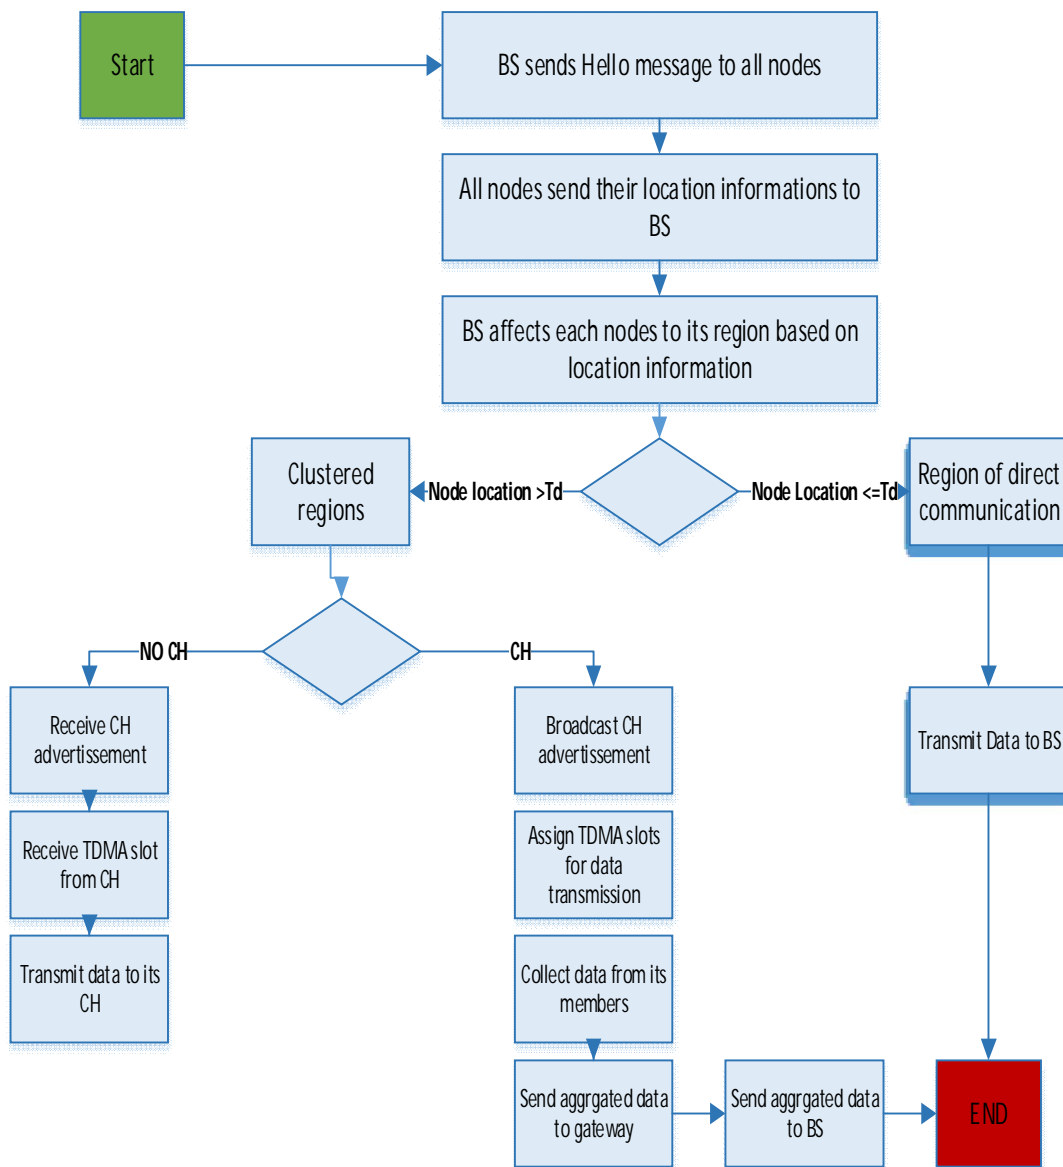 Start
BS sends Hello message to all nodes
All nodes send their location informations to
BS
BS affects each nodes to its region based on
location information
Clustered
regions
Node location >Td
Node Location <=Td
Region of direct
communication
NO CH
CH
Receive CH
advertissement
Broadcast CH
advertissement
Transmit Data to BS
Receive TDMA slot
from CH
Assign TDMA slots
for data
transmission
Transmit data to its
CH
Collect data from its
members
Send aggrgated data
to gateway
Send aggrgated data
to BS
END